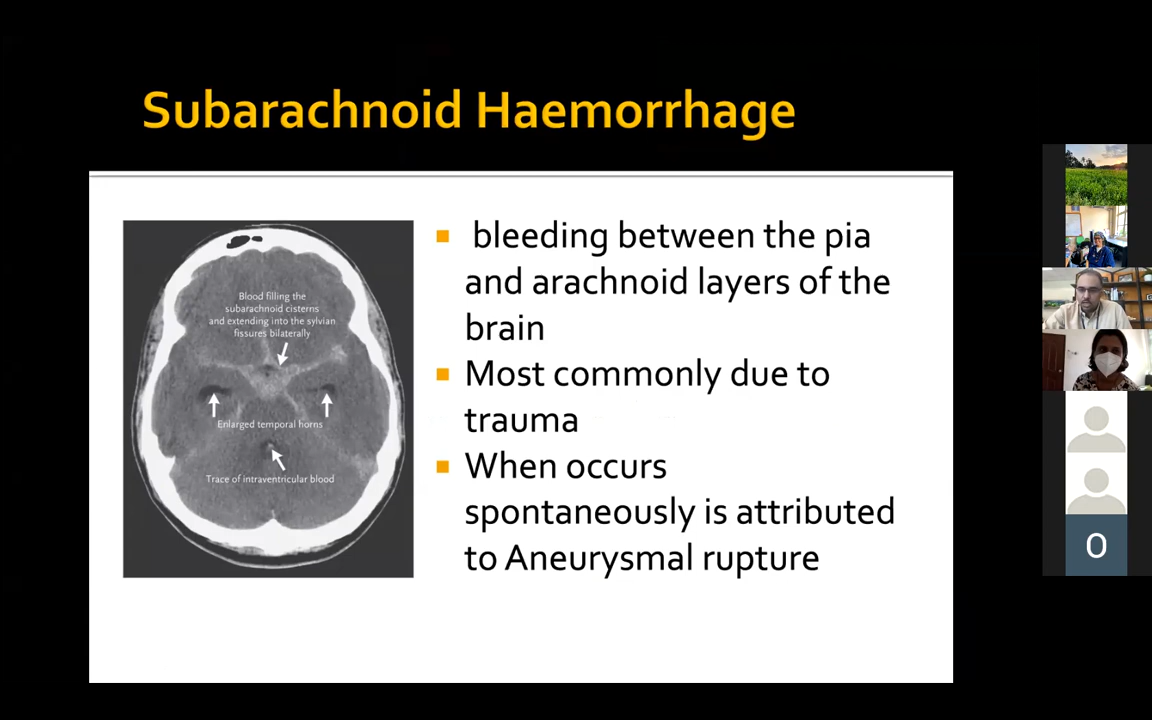 Subarachnoid Haemorrhage
Blood filling the
subarachnoid cisterns
and extending into the sylvian
fissures bilaterally
Enlarged temporal horns
Trace of intraventricular blood
bleeding between the pia
and arachnoid layers of the
brain
Most commonly due to
trauma
When occurs
spontaneously is attributed
to Aneurysmal rupture
O